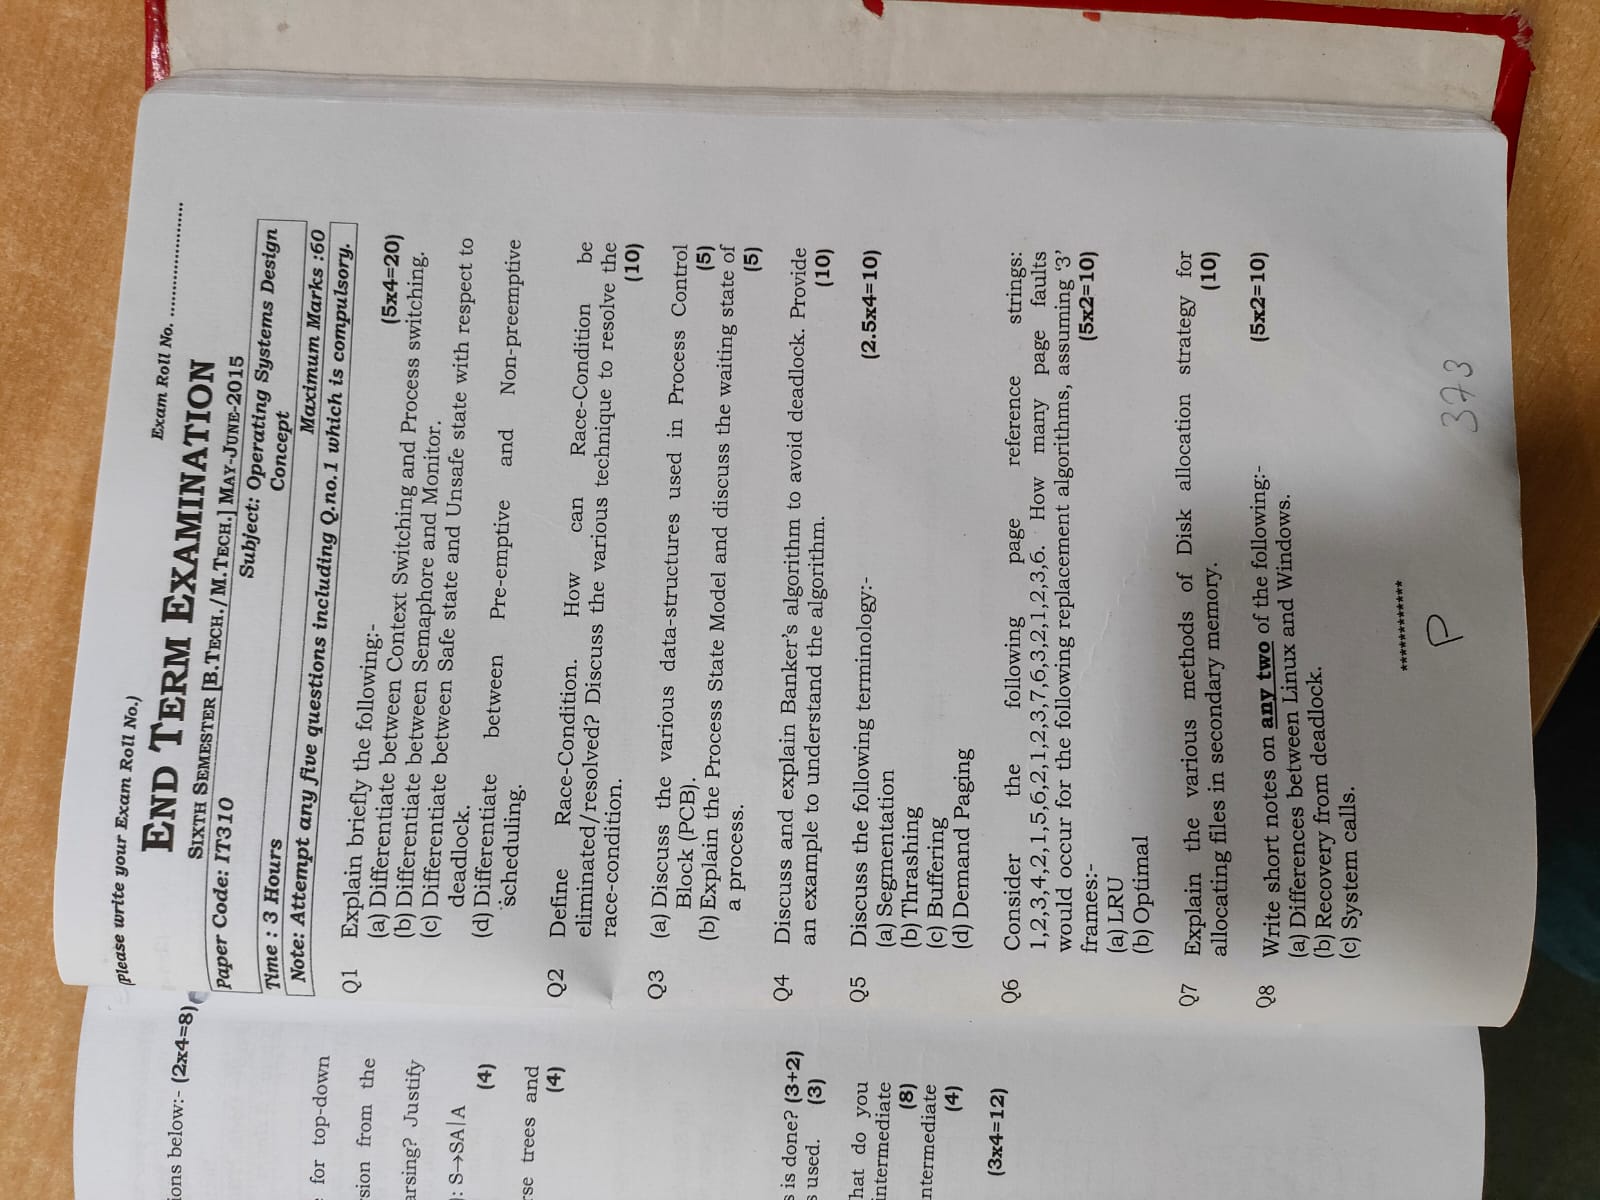 (Please write your Exam Roll No.) Exam Roll No. ........................
END TERM EXAMINATION
SIXTH SEMESTER [B.TECH./M.TECH.] MAY-JUNE-2015
Paper Code: IT310 Subject: Operating Systems Design
Concept
Time : 3 Hours Maximum Marks :60
Note: Attempt any five questions including Q.no.1 which is compulsory.
Q1 Explain briefly the following:- (5x4=20)
(a) Differentiate between Context Switching and Process switching.
(b) Differentiate between Semaphore and Monitor.
(c) Differentiate between Safe state and Unsafe state with respect to
deadlock.
(d) Differentiate between Pre-emptive and Non-preemptive
scheduling.
Q2 Define Race-Condition. How can Race-Condition be
eliminated/resolved? Discuss the various technique to resolve the
race-condition. (10)
Q3 (a) Discuss the various data-structures used in Process Control
Block (PCB). (5)
(b) Explain the Process State Model and discuss the waiting state of
a process. (5)
Q4 Discuss and explain Banker's algorithm to avoid deadlock. Provide
an example to understand the algorithm. (10)
Q5 Discuss the following terminology:- (2.5x4=10)
(a) Segmentation
(b) Thrashing
(c) Buffering
(d) Demand Paging
Q6 Consider the following page reference strings:
1,2,3,4,2,1,5,6,2,1,2,3,7,6,3,2,1,2,3,6. How many page faults
would occur for the following replacement algorithms, assuming '3'
frames:- (5x2=10)
(a) LRU
(b) Optimal
Q7 Explain the various methods of Disk allocation strategy for
allocating files in secondary memory. (10)
Q8 Write short notes on any two of the following:- (5x2=10)
(a) Differences between Linux and Windows.
(b) Recovery from deadlock.
(c) System calls.
************
P
373
ions below:- (2x4=8)
for top-down
sion from the
arsing? Justify
): S→SA|A (4)
rse trees and
(4)
s is done? (3+2)
s used. (3)
hat do you
intermediate
(8)
ntermediate
(4)
(3x4=12)